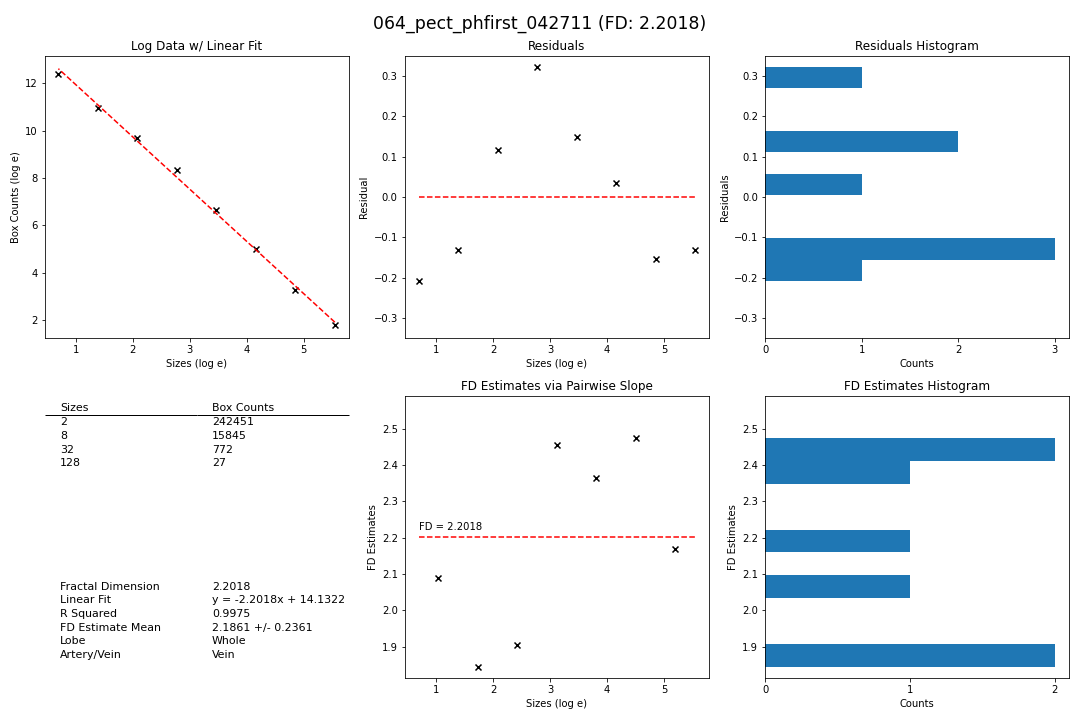 064_pect_phfirst_042711 (FD: 2.2018)
Log Data w/ Linear Fit
Box Counts (log e)
12
10
8
6
4
2
1 2 3 4 5
Sizes (log e)
Residuals
Residual
0.3
0.2
0.1
0.0
−0.1
−0.2
−0.3
1 2 3 4 5
Sizes (log e)
Residuals Histogram
Residuals
0.3
0.2
0.1
0.0
−0.1
−0.2
−0.3
0 1 2 3
Counts
Sizes Box Counts
2 242451
8 15845
32 772
128 27
Fractal Dimension 2.2018
Linear Fit y = -2.2018x + 14.1322
R Squared 0.9975
FD Estimate Mean 2.1861 +/- 0.2361
Lobe Whole
Artery/Vein Vein
FD Estimates via Pairwise Slope
FD Estimates
2.5
2.4
2.3
2.2
2.1
2.0
1.9
FD = 2.2018
1 2 3 4 5
Sizes (log e)
FD Estimates Histogram
FD Estimates
2.5
2.4
2.3
2.2
2.1
2.0
1.9
0 1 2
Counts